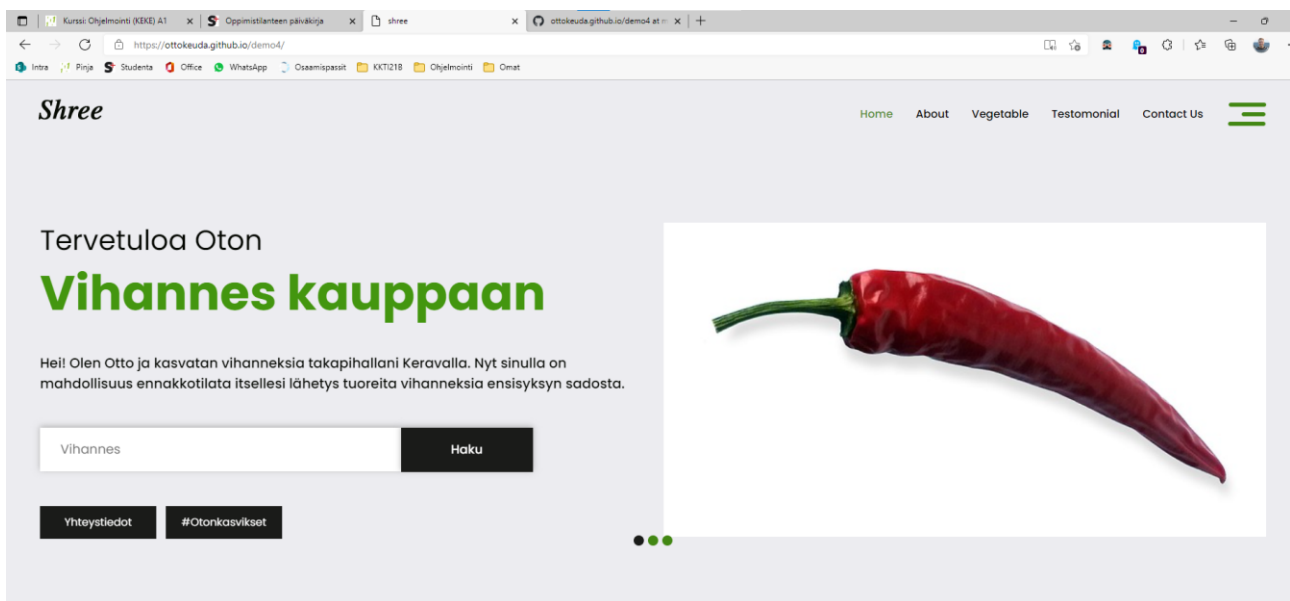 Kurssi: Ohjelmointi (KEKE) A1
Oppimistilanteen päiväkirja
shree
ottokeuda.github.io/demo4 at m
https://ottokeuda.github.io/demo4/
Intra Pinja Studenta Office WhatsApp Osaamispassit KKTI21B Ohjelmointi Omat
Shree
Home About Vegetable Testomonial Contact Us
Tervetuloa Oton
Vihannes kauppaan
Hei! Olen Otto ja kasvatan vihanneksia takapihallani Keravalla. Nyt sinulla on
mahdollisuus ennakkotilata itsellesi lähetys tuoreita vihanneksia ensisyksyn sadosta.
Vihannes Haku
Yhteystiedot #Otonkasvikset